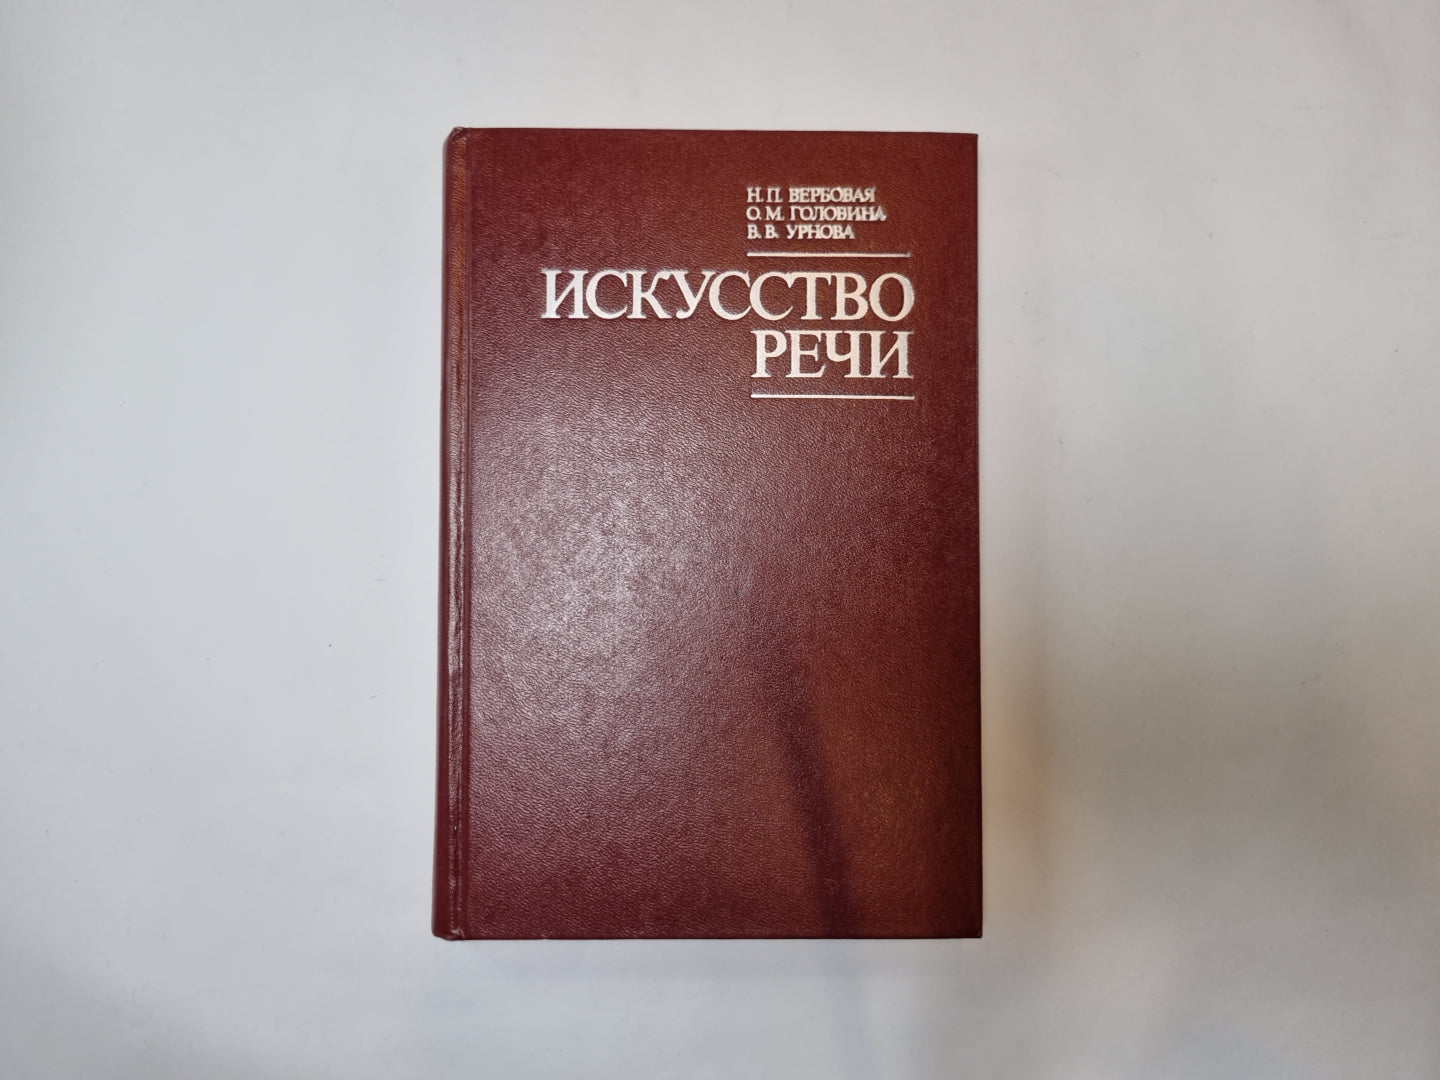 Н. П. ВЕРБОВАЯ
О. М. ГОЛОВИНА
В. В. УРНОВА
ИСКУССТВО
РЕЧИ